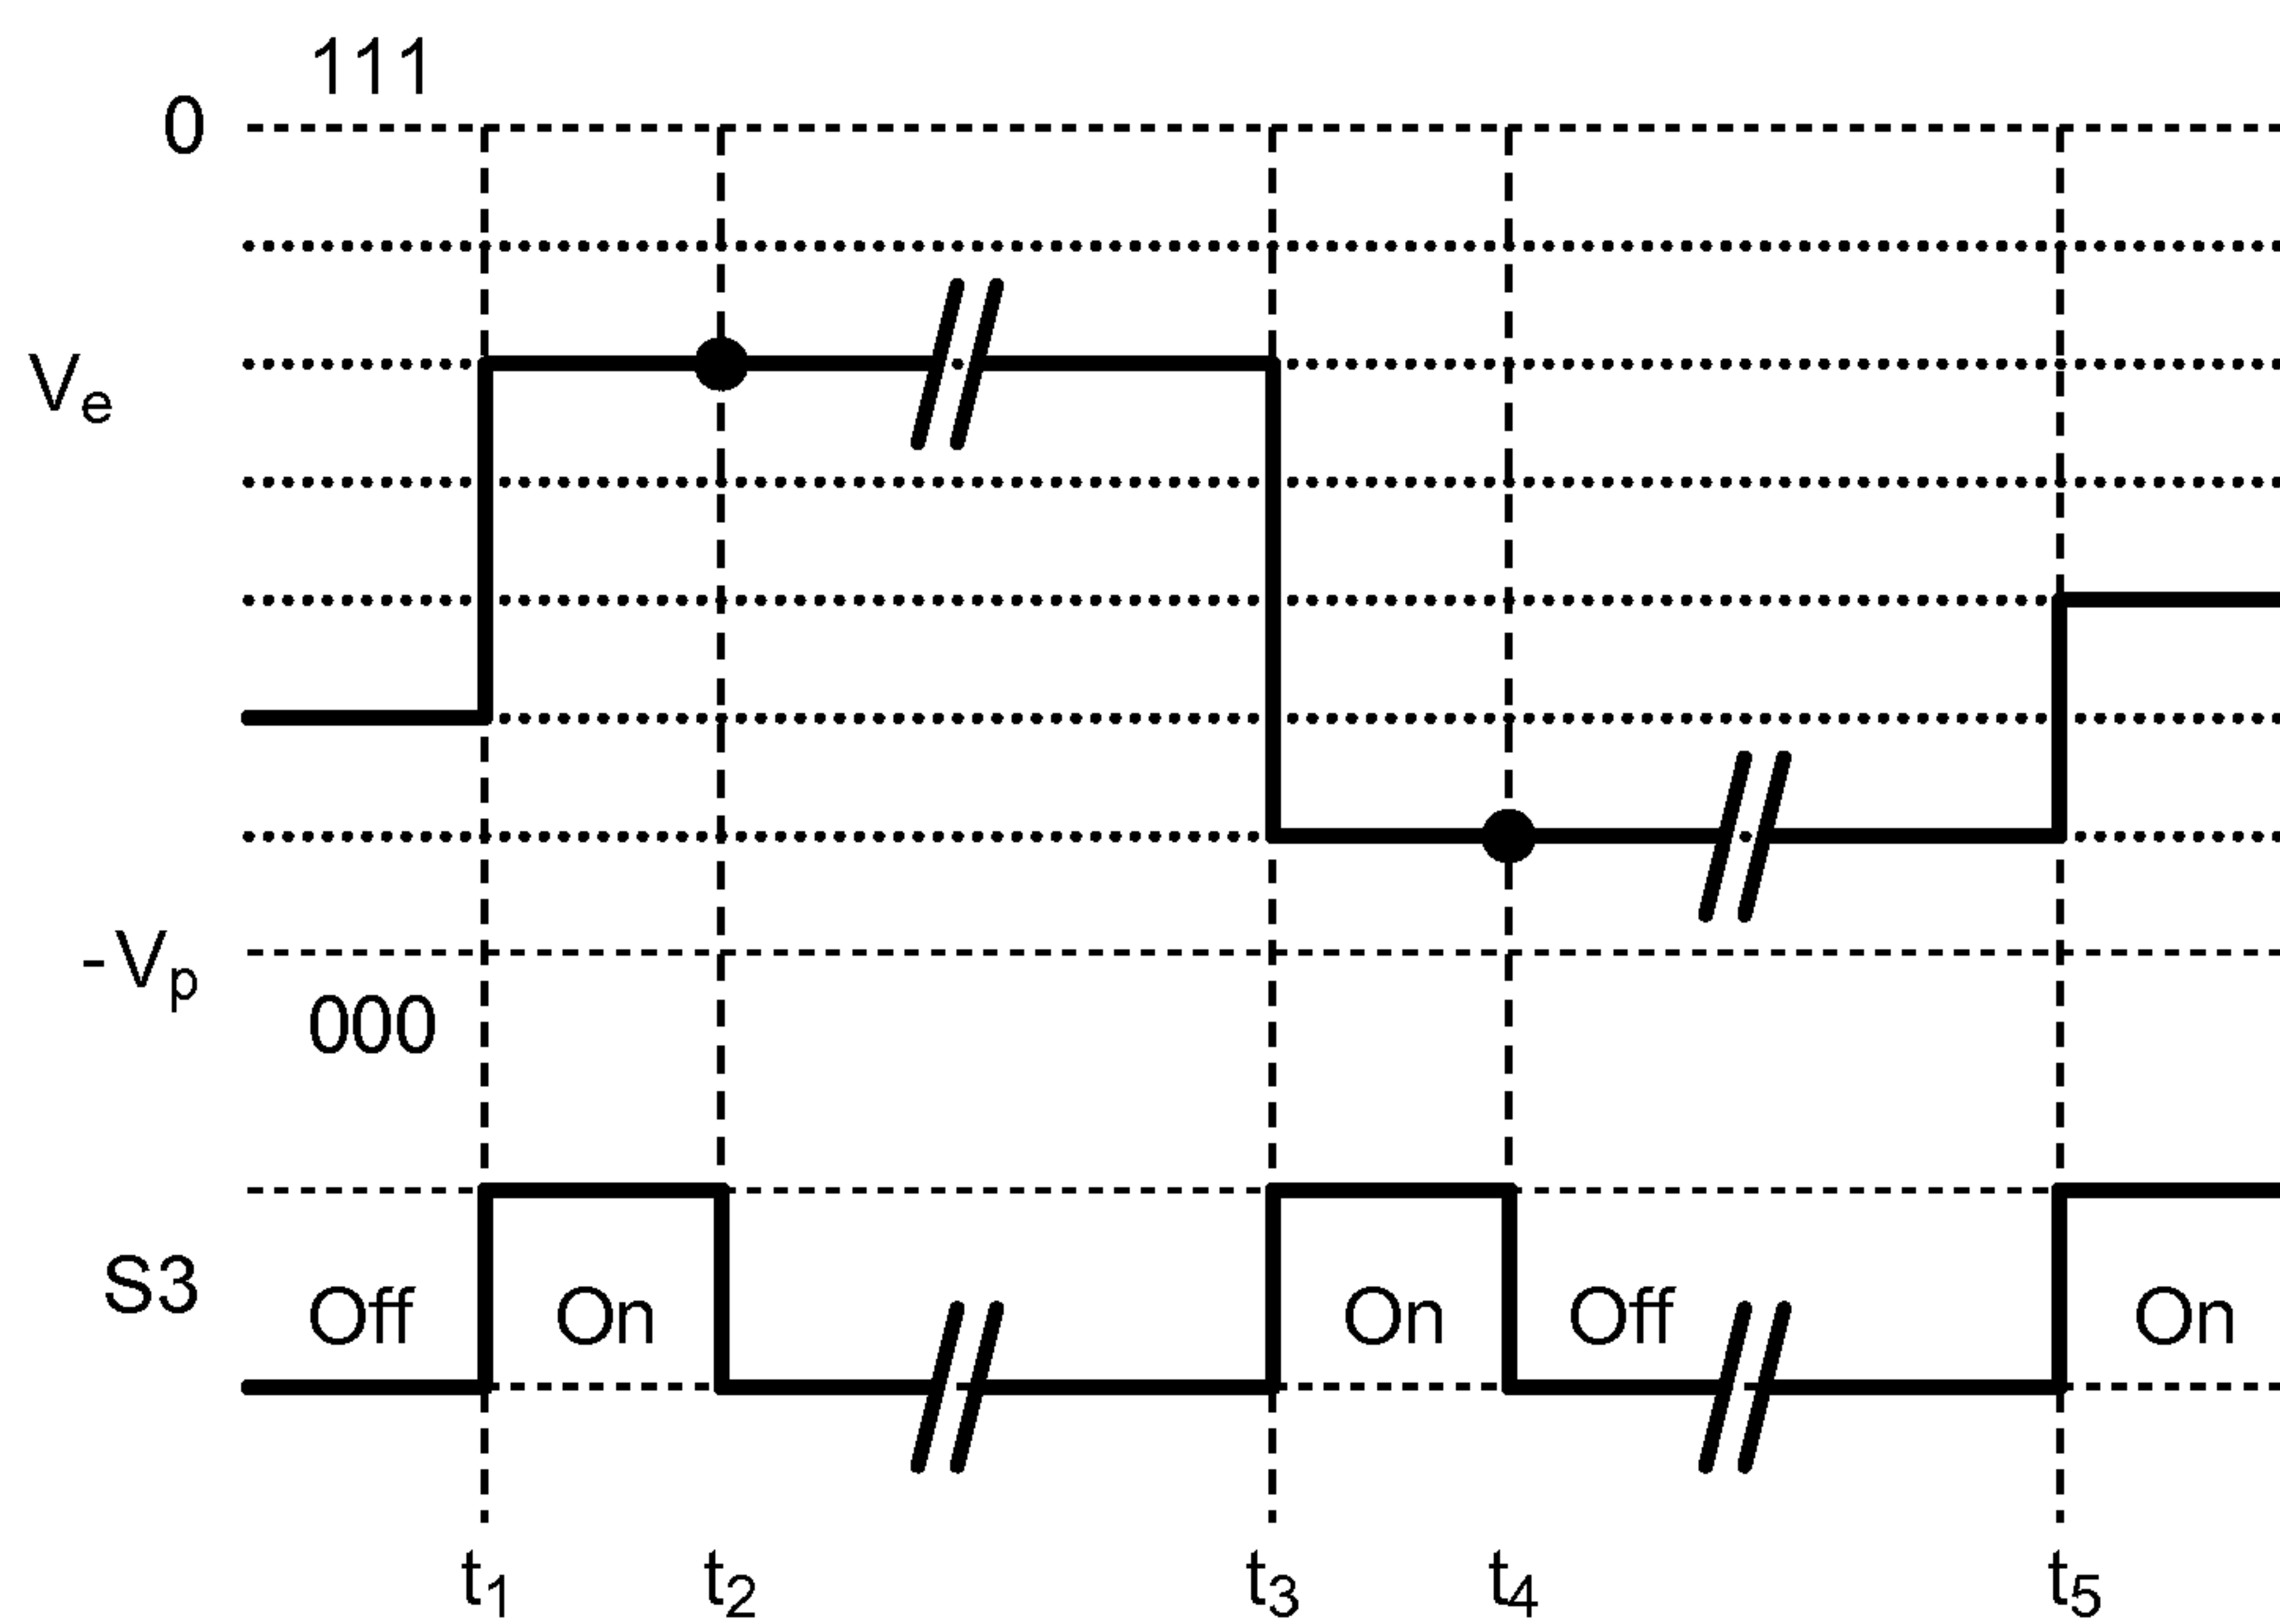 111
0
Ve
-Vp
000
S3
Off On On Off On
t1 t2 t3 t4 t5